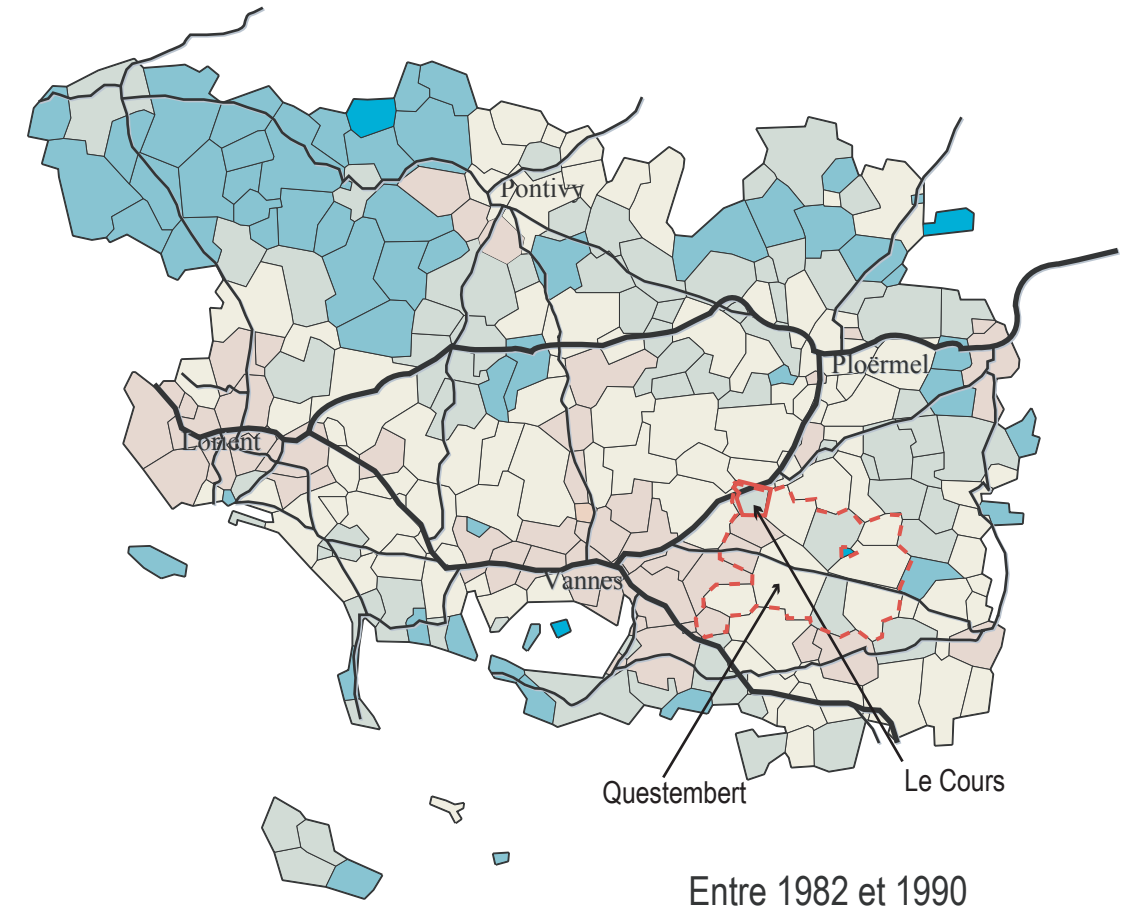 Pontivy
Ploërmel
Lorient
Vannes
Questembert
Le Cours
Entre 1982 et 1990